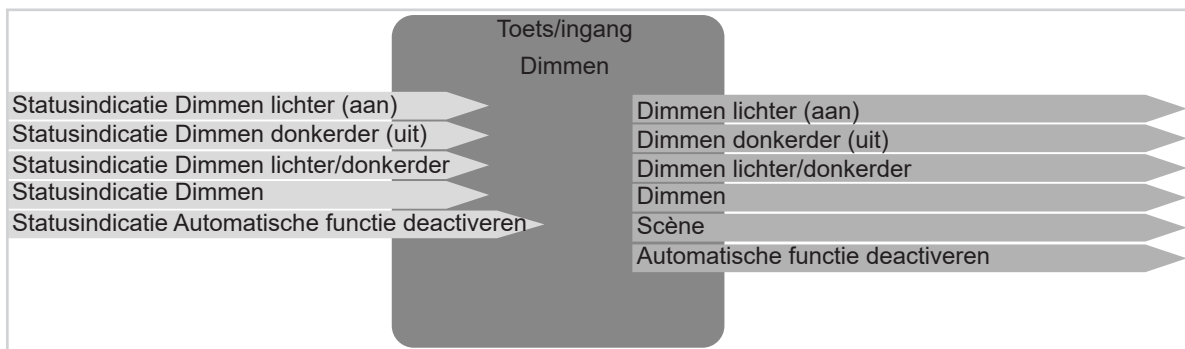 Toets/ingang
Dimmen
Statusindicatie Dimmen lichter (aan)
Statusindicatie Dimmen donkerder (uit)
Statusindicatie Dimmen lichter/donkerder
Statusindicatie Dimmen
Statusindicatie Automatische functie deactiveren
Dimmen lichter (aan)
Dimmen donkerder (uit)
Dimmen lichter/donkerder
Dimmen
Scène
Automatische functie deactiveren